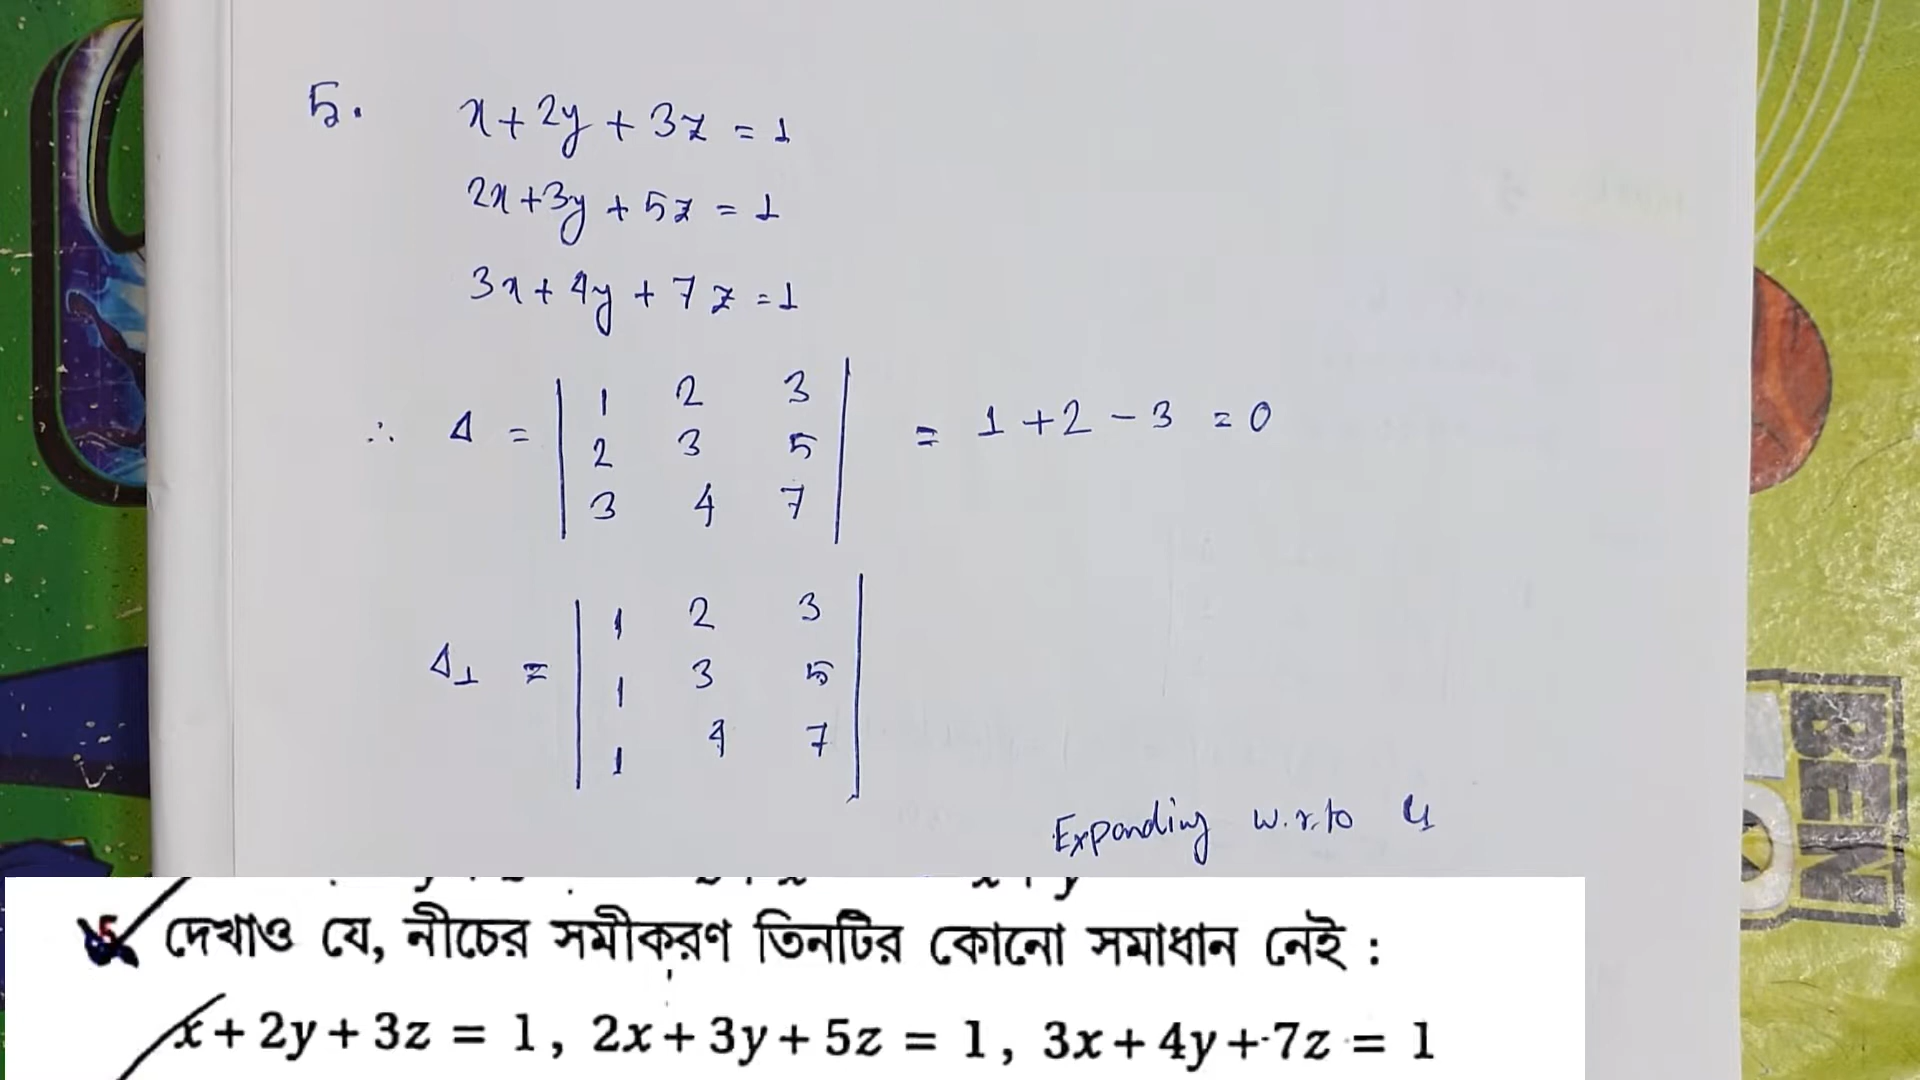 5. x + 2y + 3z = 1
2x + 3y + 5z = 1
3x + 4y + 7z = 1
∴ Δ = | 1 2 3 | = 1 + 2 - 3 = 0
| 2 3 5 |
| 3 4 7 |
Δ1 = | 1 2 3 |
| 1 3 5 |
| 1 4 7 |
Expanding w.r.to
BEN
দেখাও যে, নীচের সমীকরণ তিনটির কোনো সমাধান নেই :
x + 2y + 3z = 1, 2x + 3y + 5z = 1, 3x + 4y + 7z = 1